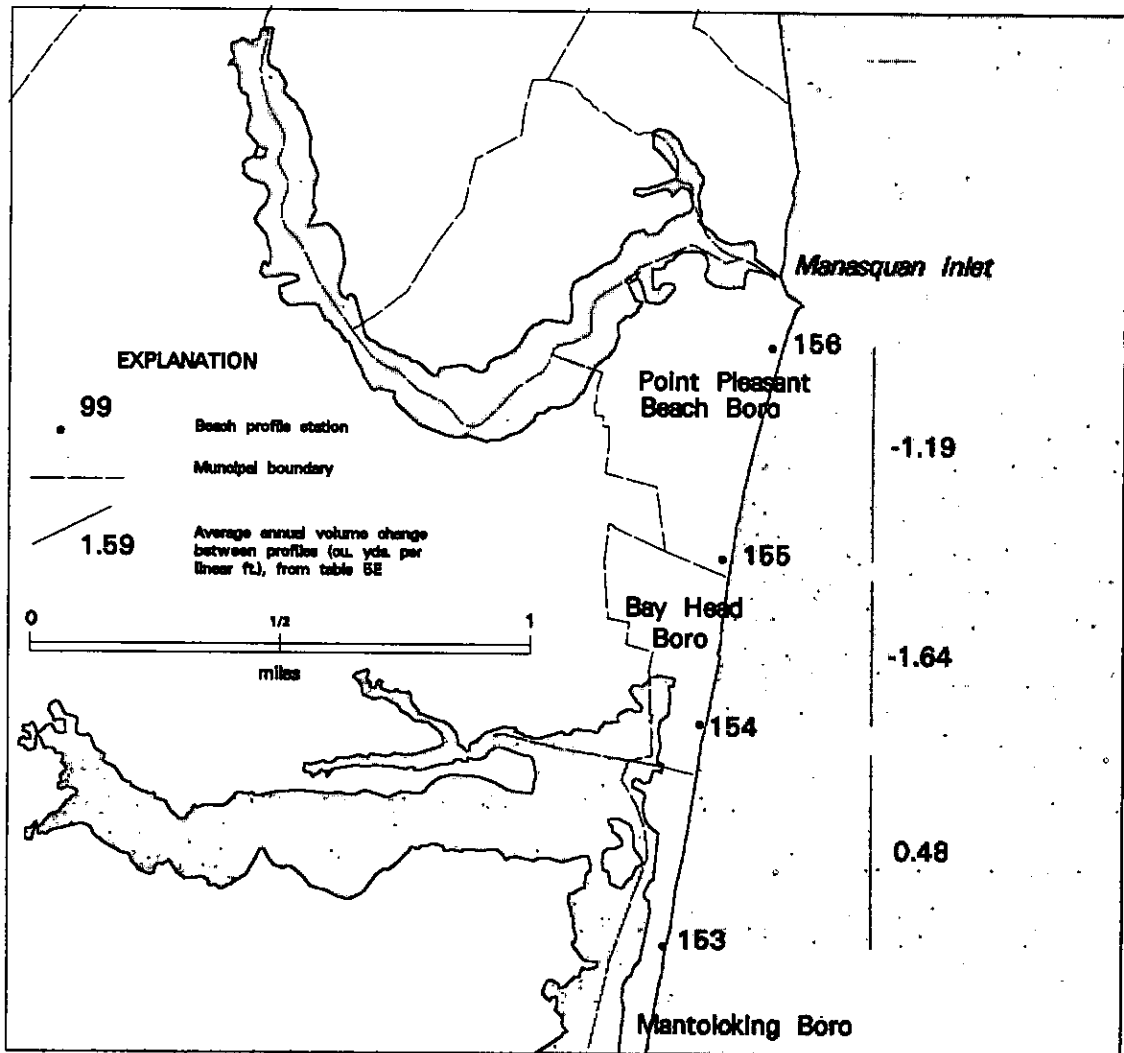 Manasquan Inlet
156
EXPLANATION
Point Pleasant
Beach Boro
99
Beach profile station
-1.19
Muncipal boundary
1.59
Average annual volume change
between profiles (cu. yds. per
linear ft.), from table 5E
155
Bay Head
Boro
0
1/2
1
miles
-1.64
154
0.48
153
Mantoloking Boro